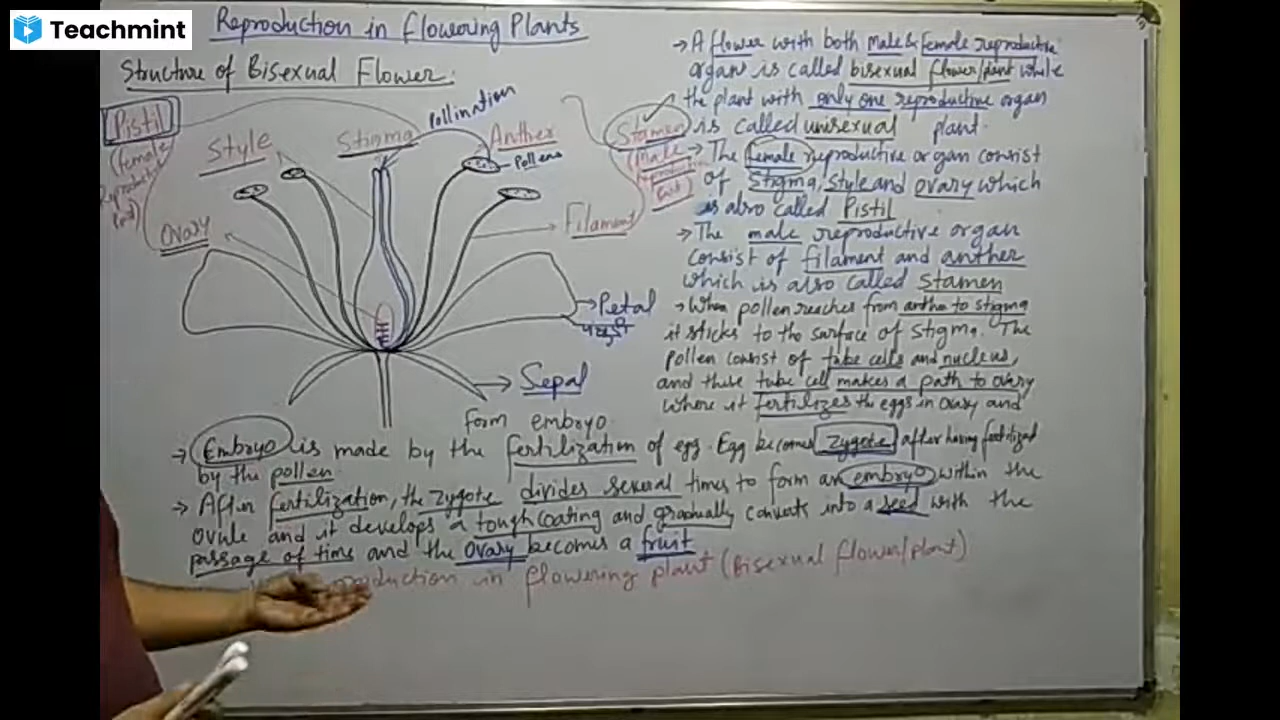 Teachmint
Reproduction in flowering Plants
Structure of Bisexual Flower:
Pistil
(female
Reproductive
Part)
Style
Stigma
Pollination
Anther
Pollens
Stamen
(Male
Part)
Ovary
Filament
Petal
Sepal
→ A flower with both Male & female reproductive
organ is called bisexual flower/plant while
the plant with only one reproductive organ
is called unisexual plant.
→ The female reproductive organ consist
of Stigma, style and ovary which
is also called Pistil
→ The male reproductive organ
consist of filament and anther
which is also called Stamen
→ When pollen reaches from anther to stigma
it sticks to the surface of stigma. The
pollen consist of tube cells and nucleus,
and this tube cell makes a path to ovary
where it fertilizes the eggs in ovary and
form embryo
→ Embryo is made by the fertilization of egg. Egg becomes zygote after having fertilized
by the pollen.
→ After fertilization, the zygote divides several times to form an embryo within the
ovule and it develops a tough coating and gradually converts into a seed with the
passage of time and the ovary becomes a fruit
production in flowering plant (Bisexual flower/plant)